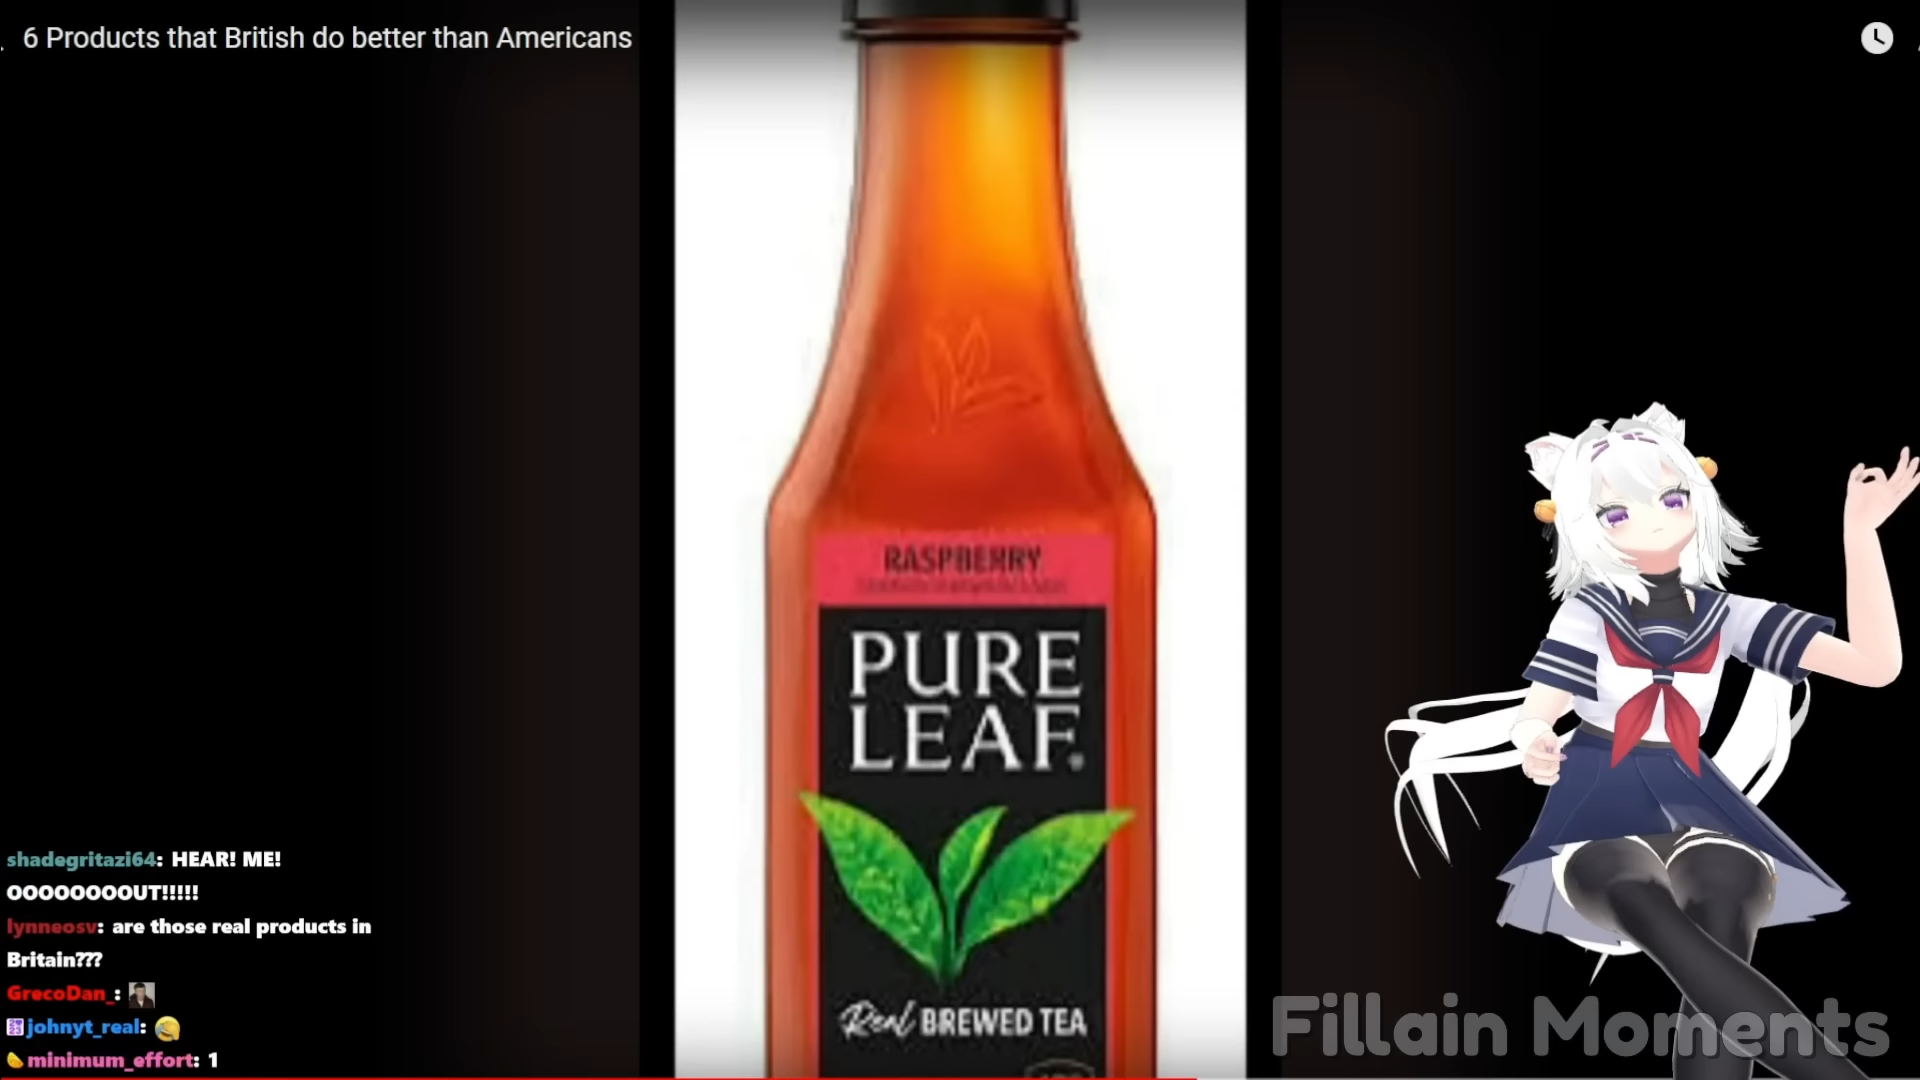 6 Products that British do better than Americans
RASPBERRY
PURE
LEAF
Real BREWED TEA
shadegritazi64: HEAR! ME!
OOOOOOOOUT!!!!!
lynneosv: are those real products in
Britain???
GrecoDan_:
johnyt_real:
minimum_effort: 1
Fillain Moments